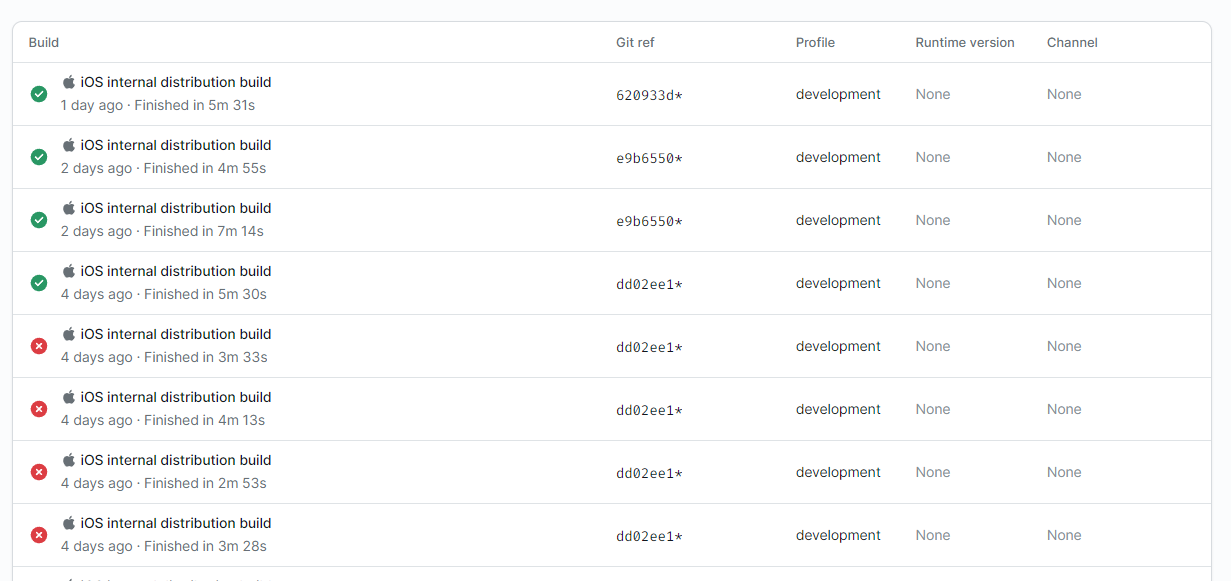 Build Git ref Profile Runtime version Channel
iOS internal distribution build
1 day ago · Finished in 5m 31s
620933d* development None None
iOS internal distribution build
2 days ago · Finished in 4m 55s
e9b6550* development None None
iOS internal distribution build
2 days ago · Finished in 7m 14s
e9b6550* development None None
iOS internal distribution build
4 days ago · Finished in 5m 30s
dd02ee1* development None None
iOS internal distribution build
4 days ago · Finished in 3m 33s
dd02ee1* development None None
iOS internal distribution build
4 days ago · Finished in 4m 13s
dd02ee1* development None None
iOS internal distribution build
4 days ago · Finished in 2m 53s
dd02ee1* development None None
iOS internal distribution build
4 days ago · Finished in 3m 28s
dd02ee1* development None None